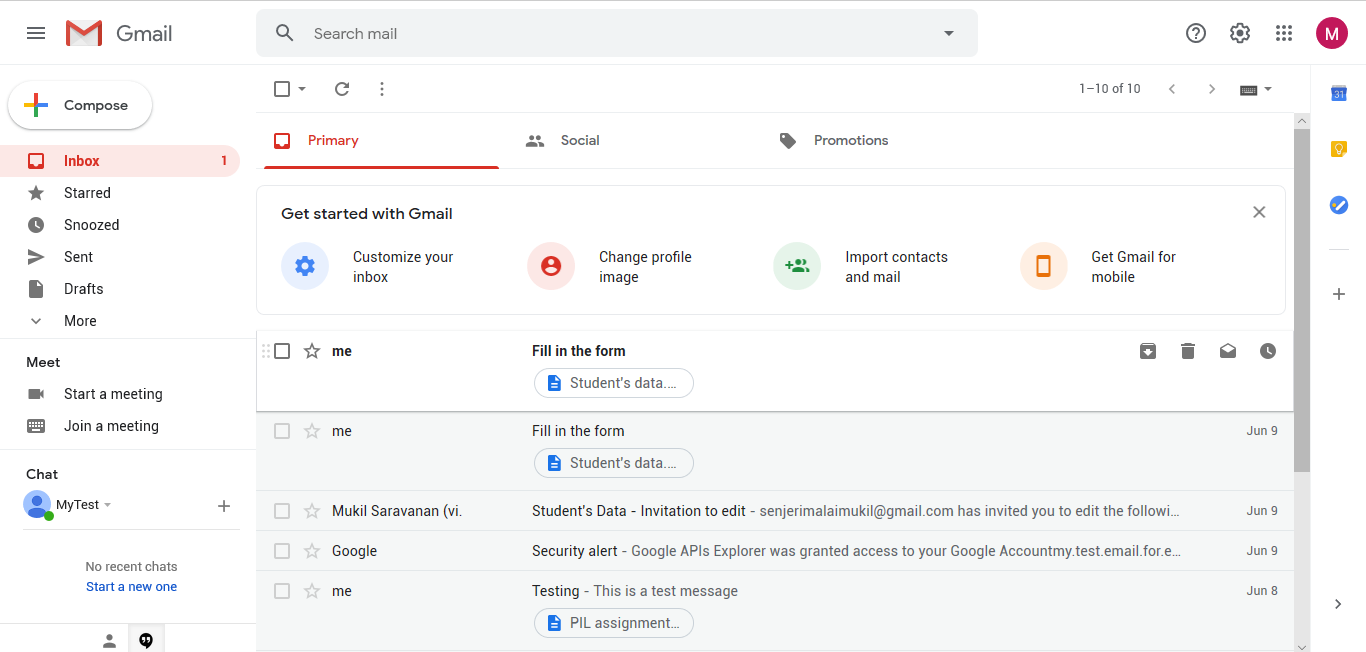 Gmail
Search mail
M
Compose
1–10 of 10
31
Inbox 1
Starred
Snoozed
Sent
Drafts
More
Meet
Start a meeting
Join a meeting
Chat
MyTest
No recent chats
Start a new one
Primary
Social
Promotions
Get started with Gmail
Customize your
inbox
Change profile
image
Import contacts
and mail
Get Gmail for
mobile
me Fill in the form
Student's data....
me Fill in the form Jun 9
Student's data....
Mukil Saravanan (vi. Student's Data - Invitation to edit - senjerimalaimukil@gmail.com has invited you to edit the followi… Jun 9
Google Security alert - Google APIs Explorer was granted access to your Google Accountmy.test.email.for.e… Jun 9
me Testing - This is a test message Jun 8
PIL assignment...